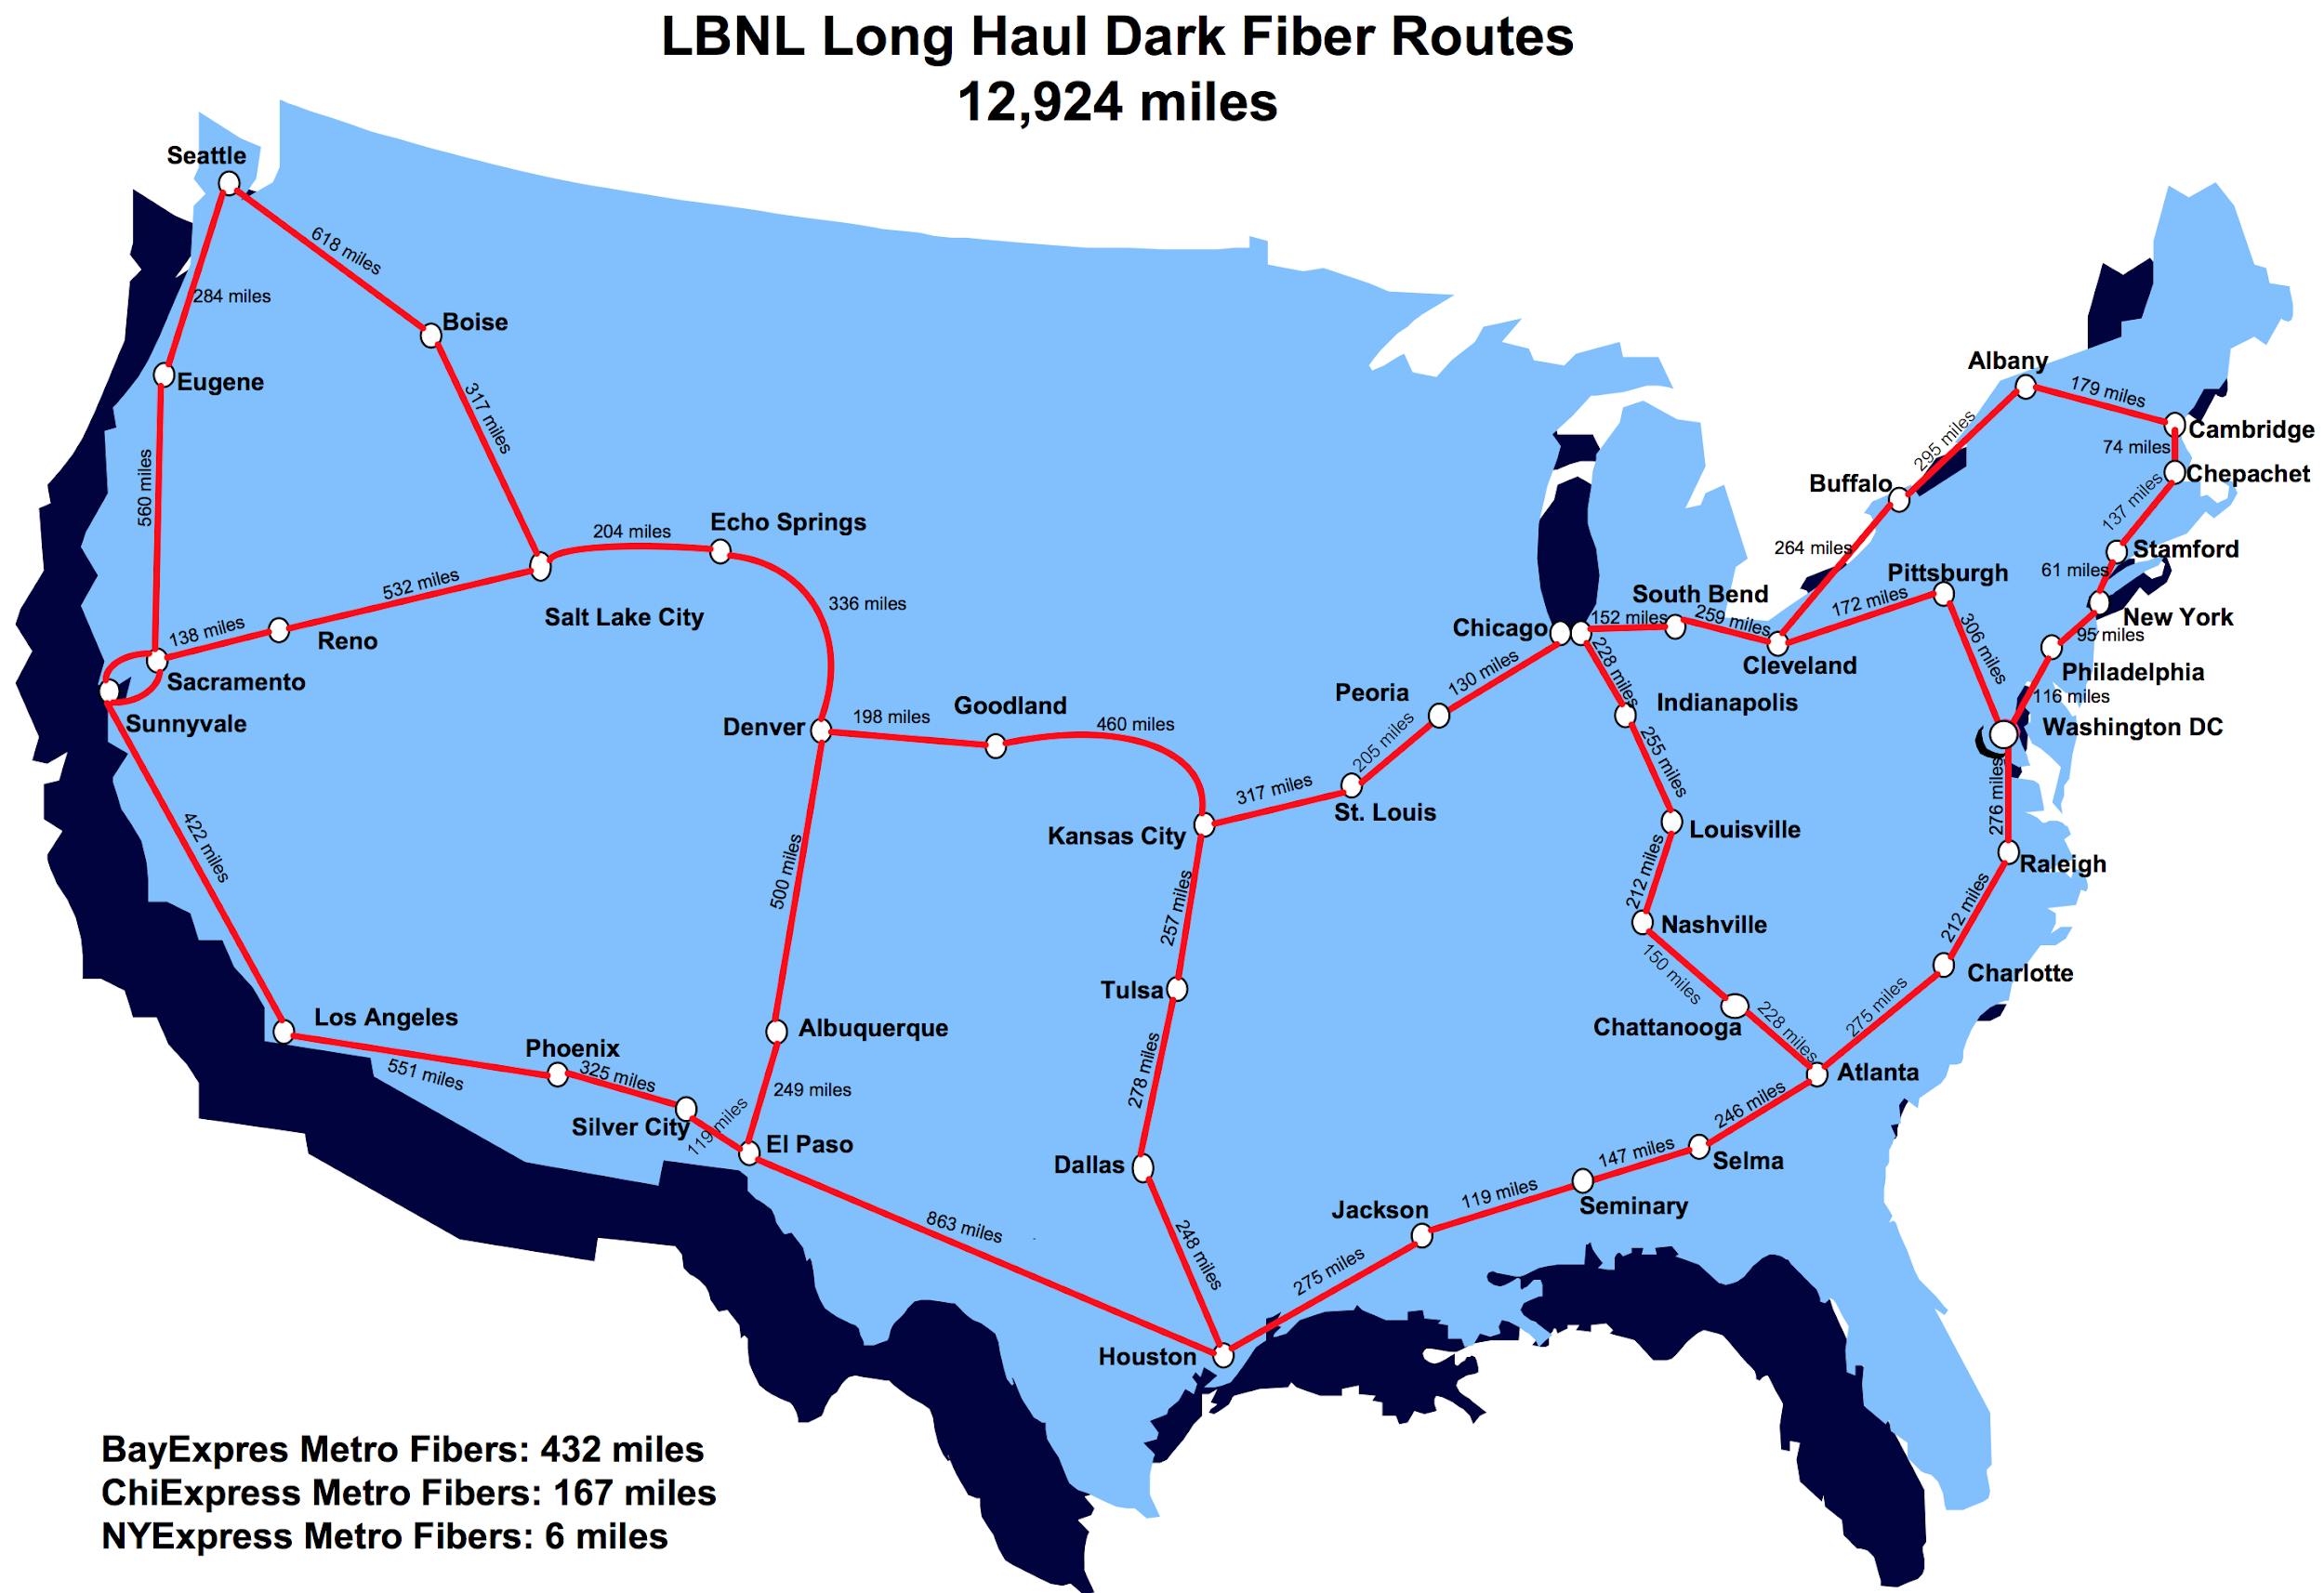 LBNL Long Haul Dark Fiber Routes
12,924 miles
Seattle
618 miles
284 miles
Boise
Eugene
317 miles
560 miles
204 miles
Echo Springs
532 miles
336 miles
Salt Lake City
138 miles
Reno
Sacramento
Sunnyvale
Denver
198 miles
Goodland
460 miles
422 miles
500 miles
Kansas City
317 miles
St. Louis
205 miles
Peoria
130 miles
Chicago
152 miles
South Bend
259 miles
Cleveland
264 miles
Buffalo
295 miles
Albany
179 miles
Cambridge
74 miles
Chepachet
137 miles
Stamford
61 miles
New York
95 miles
Philadelphia
116 miles
Washington DC
Pittsburgh
172 miles
306 miles
228 miles
Indianapolis
255 miles
Louisville
212 miles
Nashville
150 miles
Chattanooga
228 miles
276 miles
Raleigh
212 miles
Charlotte
275 miles
Atlanta
246 miles
Selma
147 miles
Seminary
119 miles
Jackson
275 miles
257 miles
Tulsa
278 miles
Dallas
248 miles
Houston
Los Angeles
551 miles
Phoenix
325 miles
Silver City
119 miles
Albuquerque
249 miles
El Paso
863 miles
BayExpres Metro Fibers: 432 miles
ChiExpress Metro Fibers: 167 miles
NYExpress Metro Fibers: 6 miles